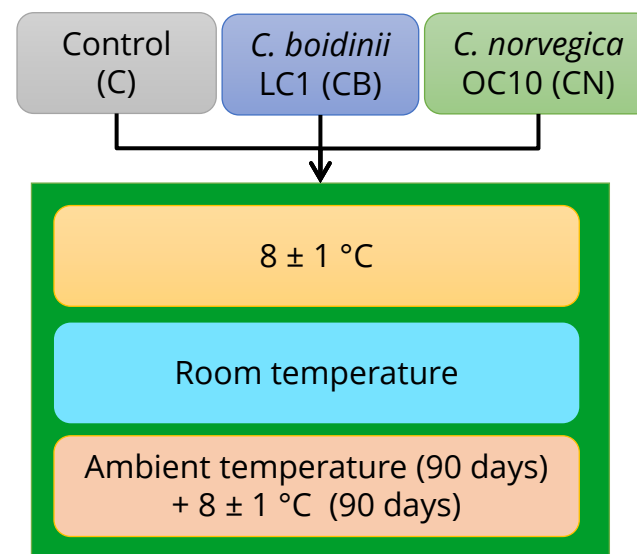 Control
(C)
C. boidinii
LC1 (CB)
C. norvegica
OC10 (CN)
8 ± 1 °C
Room temperature
Ambient temperature (90 days)
+ 8 ± 1 °C (90 days)